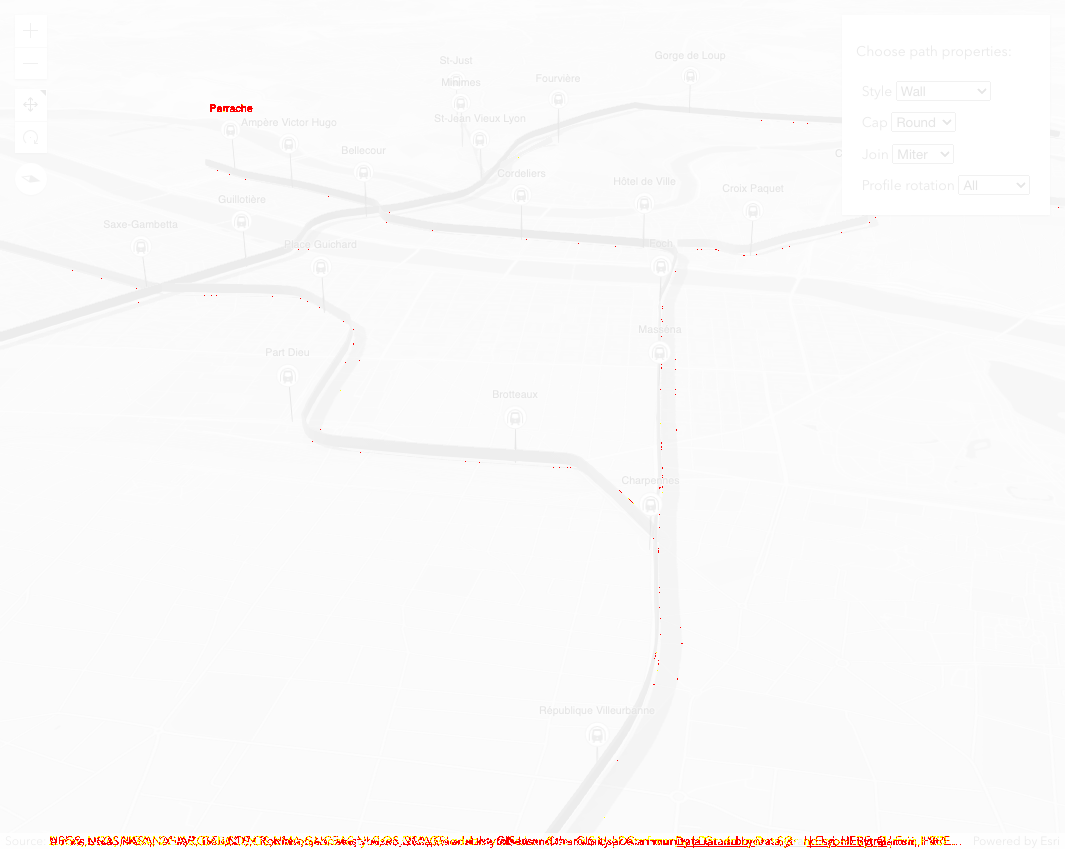 Choose path properties:
Style Wall
Cap Round
Join Miter
Profile rotation All
St-Just
Gorge de Loup
Minimes
Fourvière
Perrache
Ampère Victor Hugo
St-Jean Vieux Lyon
Bellecour
Cordeliers
Hôtel de Ville
Croix Paquet
Guillotière
Saxe-Gambetta
Place Guichard
Foch
Masséna
Part Dieu
Brotteaux
Charpennes
République Villeurbanne
Powered by Esri